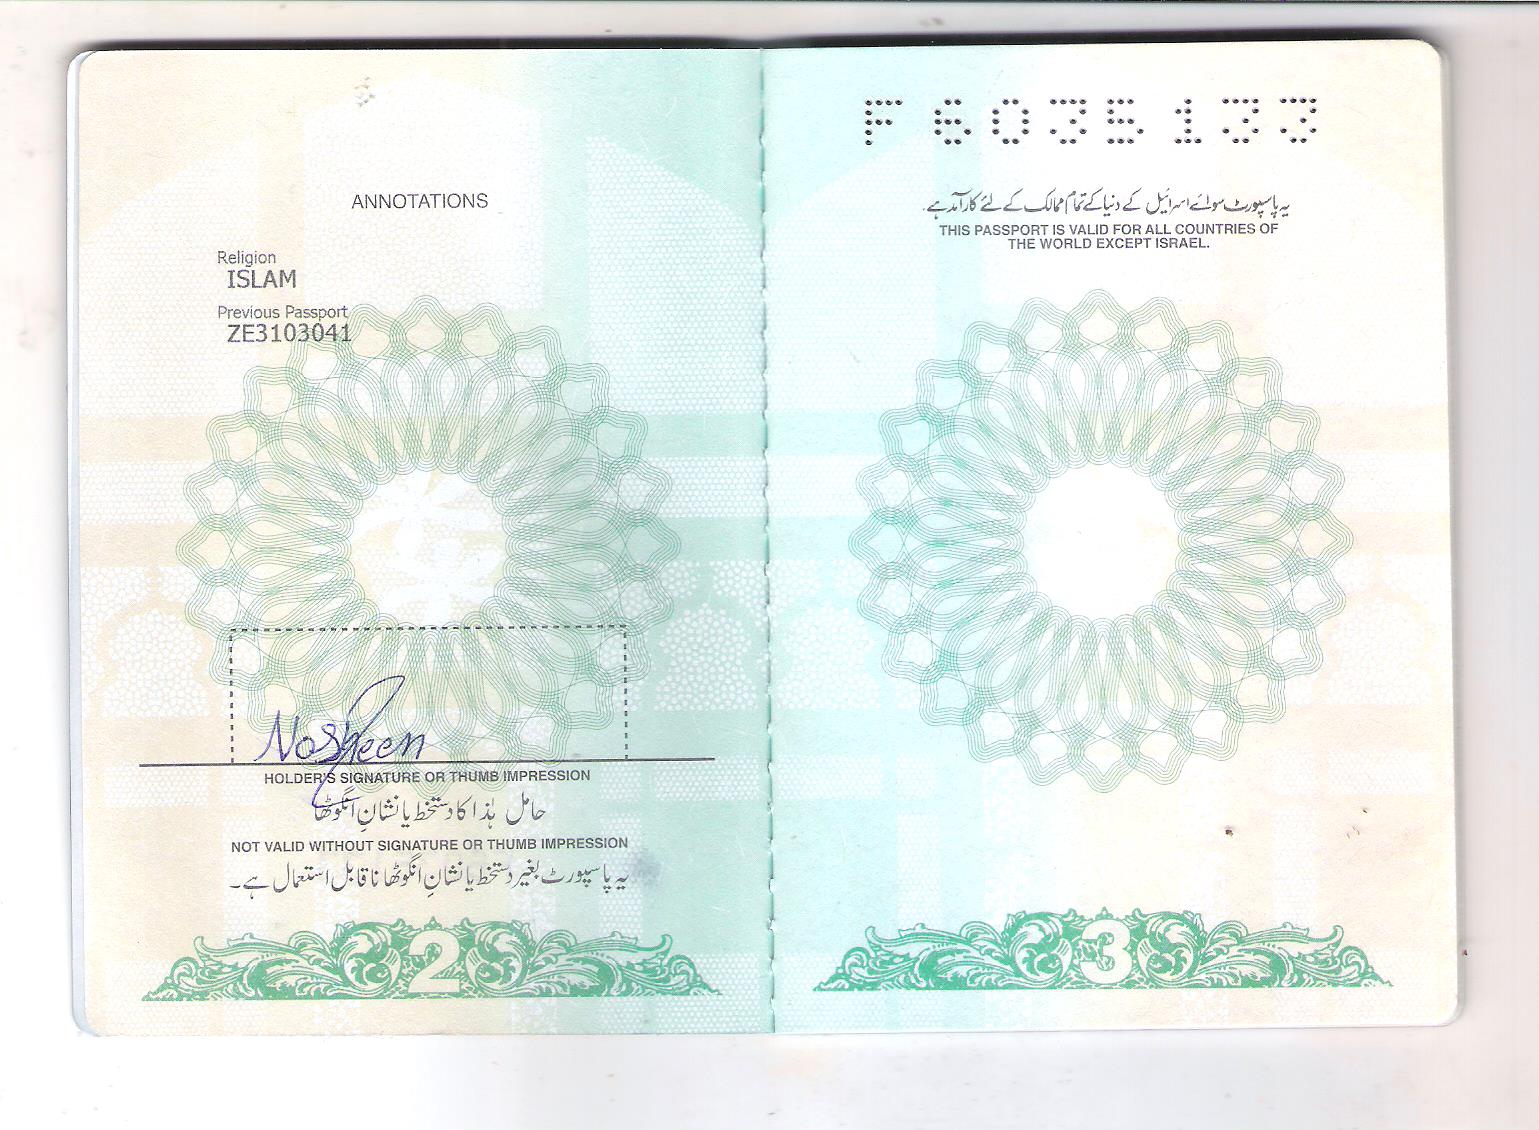 ANNOTATIONS
Religion
ISLAM
Previous Passport
ZE3103041
Nosheen
HOLDER'S SIGNATURE OR THUMB IMPRESSION
حامل ہٰذا کا دستخط یا نشانِ انگوٹھا
NOT VALID WITHOUT SIGNATURE OR THUMB IMPRESSION
یہ پاسپورٹ بغیر دستخط یا نشانِ انگوٹھا ناقابل استعمال ہے۔
2
F6035133
یہ پاسپورٹ سوائے اسرائیل کے دنیا کے تمام ممالک کے لئے کارآمد ہے۔
THIS PASSPORT IS VALID FOR ALL COUNTRIES OF
THE WORLD EXCEPT ISRAEL.
3